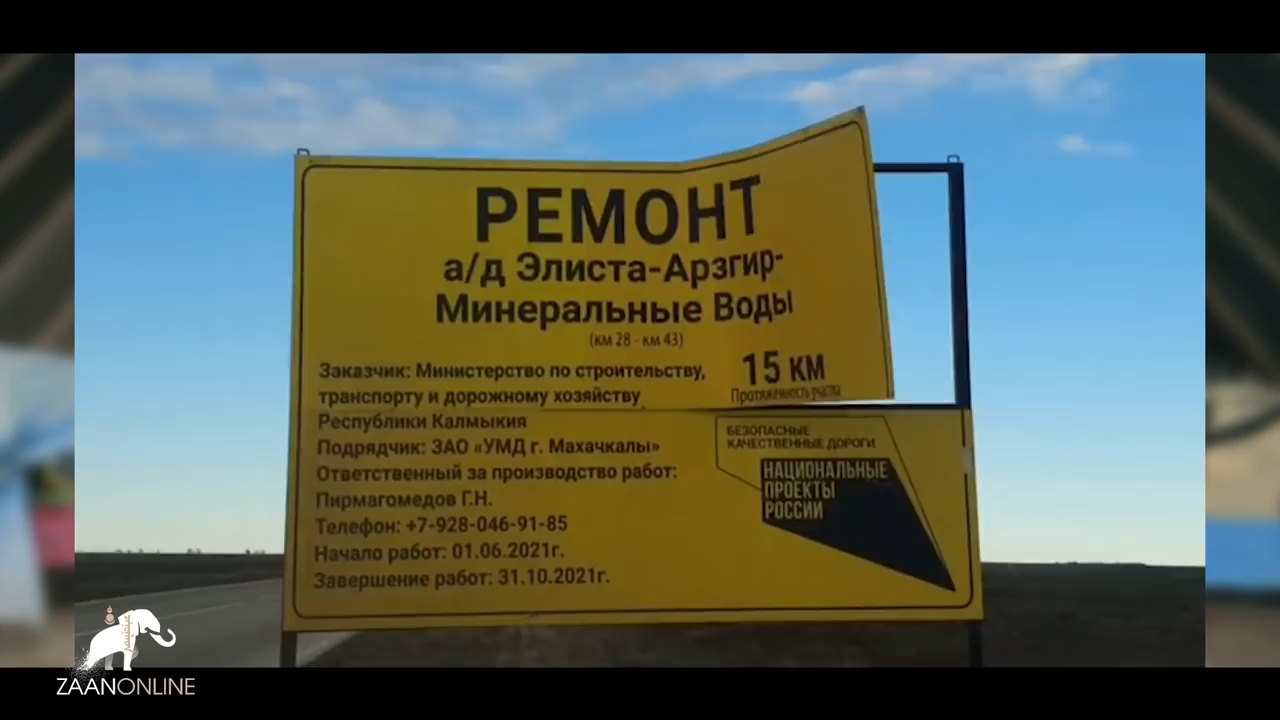 РЕМОНТ
а/д Элиста-Арзгир-
Минеральные Воды
(км 28 - км 43)
Заказчик: Министерство по строительству,
транспорту и дорожному хозяйству
Республики Калмыкия
Подрядчик: ЗАО «УМД г. Махачкалы»
Ответственный за производство работ:
Пирмагомедов Г.Н.
Телефон: +7-928-046-91-85
Начало работ: 01.06.2021г.
Завершение работ: 31.10.2021г.
15 км
Протяженность участка
БЕЗОПАСНЫЕ
КАЧЕСТВЕННЫЕ ДОРОГИ
НАЦИОНАЛЬНЫЕ
ПРОЕКТЫ
РОССИИ
ZAANONLINE